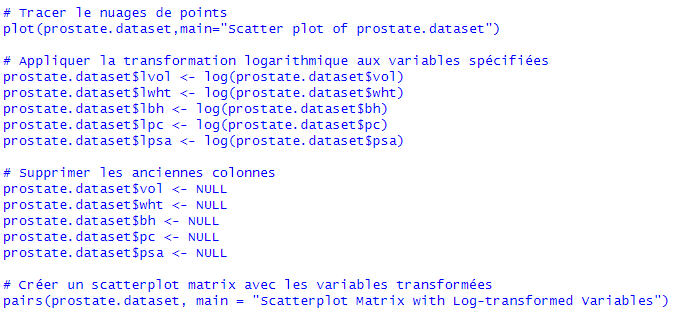 # Tracer le nuages de points
plot(prostate.dataset,main="Scatter plot of prostate.dataset")
# Appliquer la transformation logarithmique aux variables spécifiées
prostate.dataset$lvol <- log(prostate.dataset$vol)
prostate.dataset$lwht <- log(prostate.dataset$wht)
prostate.dataset$lbh <- log(prostate.dataset$bh)
prostate.dataset$lpc <- log(prostate.dataset$pc)
prostate.dataset$lpsa <- log(prostate.dataset$psa)
# Supprimer les anciennes colonnes
prostate.dataset$vol <- NULL
prostate.dataset$wht <- NULL
prostate.dataset$bh <- NULL
prostate.dataset$pc <- NULL
prostate.dataset$psa <- NULL
# Créer un scatterplot matrix avec les variables transformées
pairs(prostate.dataset, main = "Scatterplot Matrix with Log-transformed Variables")